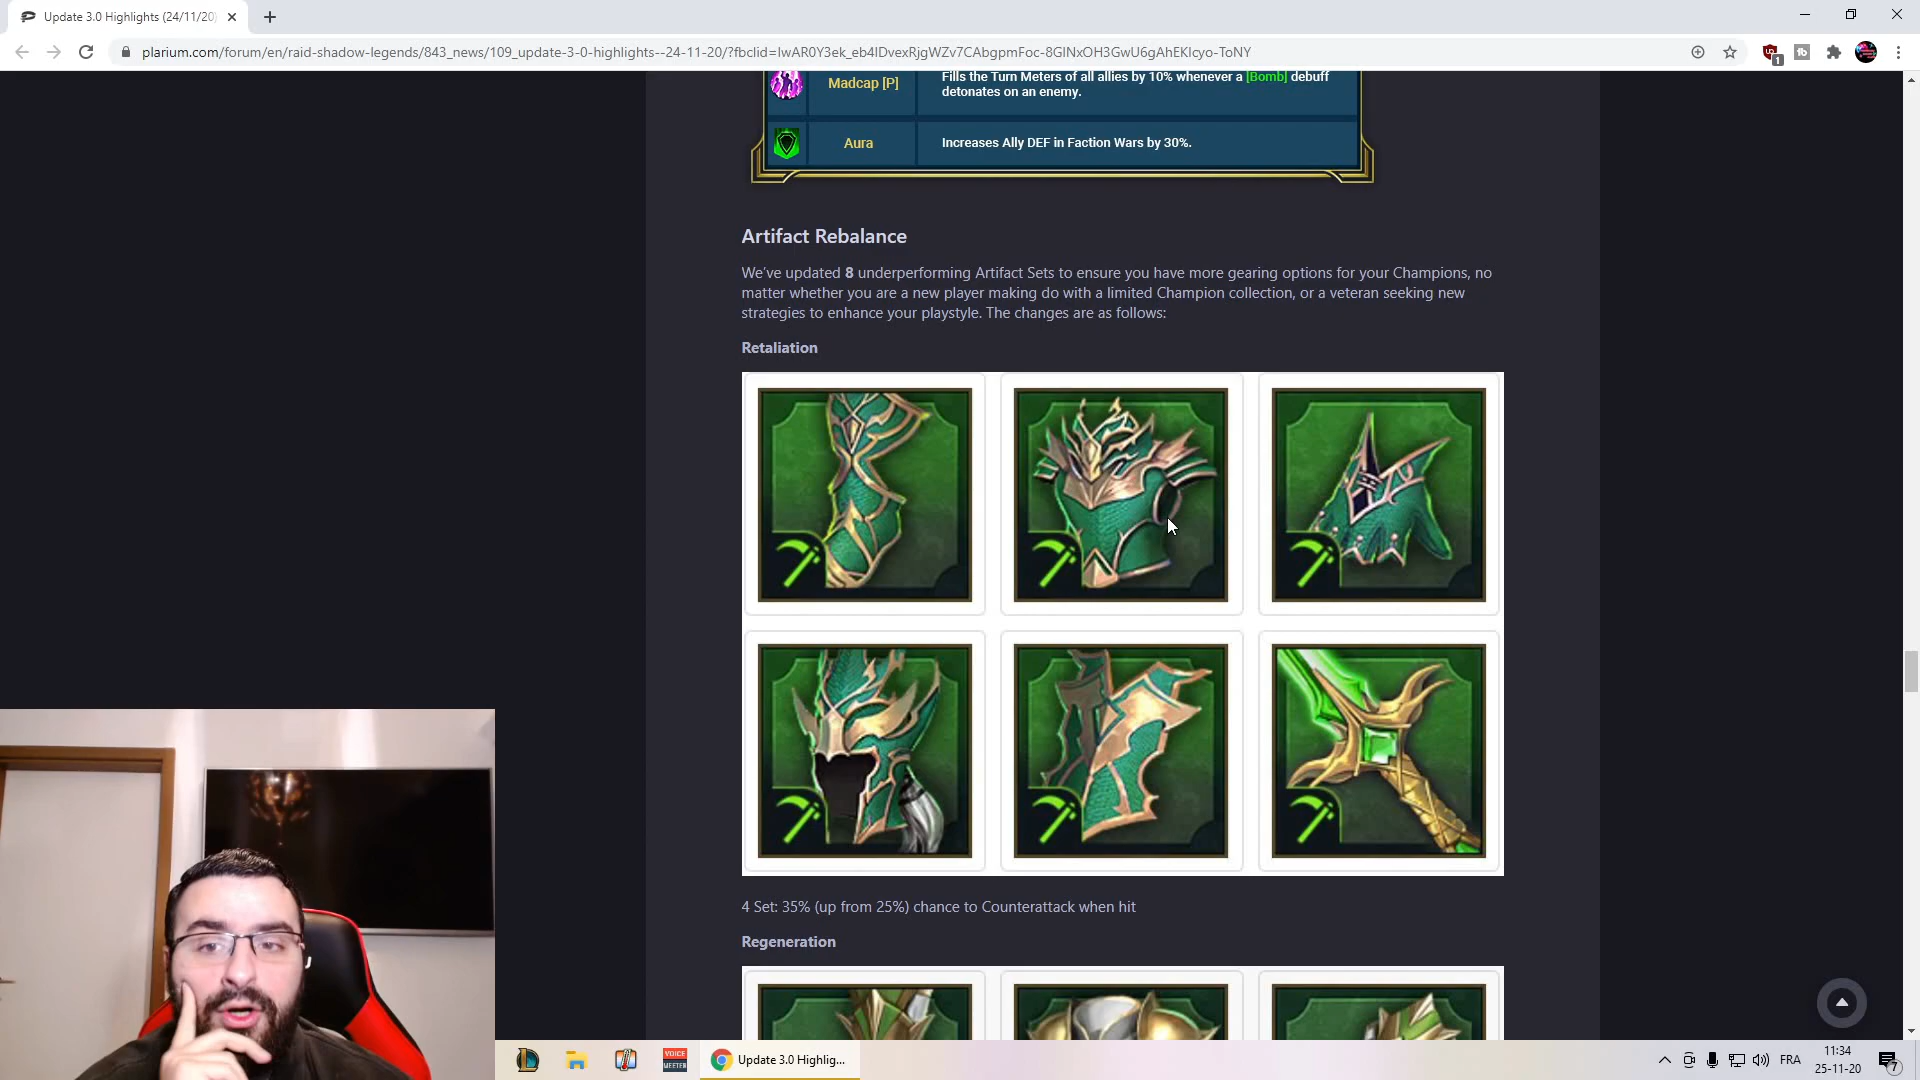 Update 3.0 Highlights (24/11/20)
plarium.com/forum/en/raid-shadow-legends/843_news/109_update-3-0-highlights--24-11-20/?fbclid=IwAR0Y3ek_eb4IDvexRjgWZv7CAbgpmFoc-8GINxOH3GwU6gAhEKIcyo-ToNY
1
Madcap [P]
Fills the Turn Meters of all allies by 10% whenever a [Bomb] debuff
detonates on an enemy.
Aura
Increases Ally DEF in Faction Wars by 30%.
Artifact Rebalance
We've updated 8 underperforming Artifact Sets to ensure you have more gearing options for your Champions, no
matter whether you are a new player making do with a limited Champion collection, or a veteran seeking new
strategies to enhance your playstyle. The changes are as follows:
Retaliation
4 Set: 35% (up from 25%) chance to Counterattack when hit
Regeneration
VOICE
MEETER
Update 3.0 Highlig...
FRA
11:34
25-11-20
7